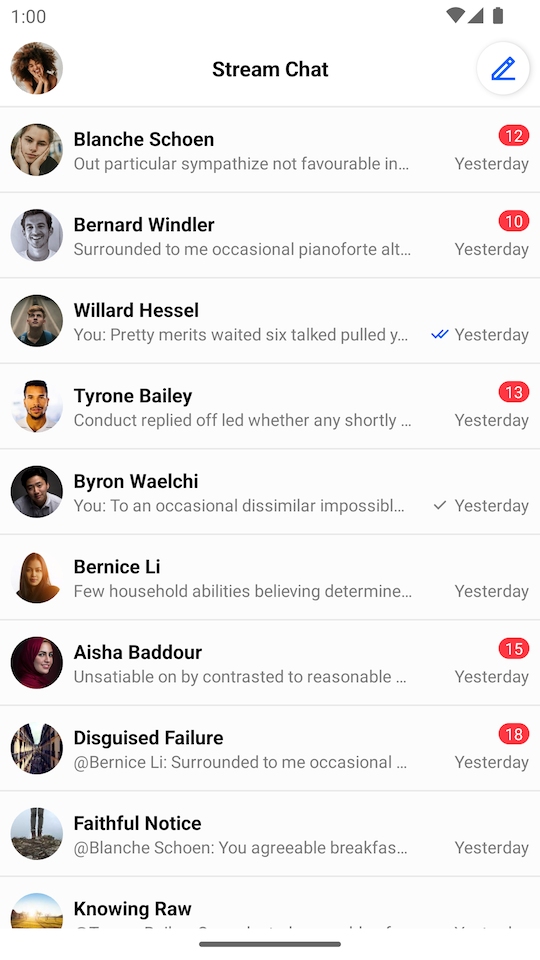 1:00
Stream Chat
Blanche Schoen
12
Out particular sympathize not favourable in…
Yesterday
Bernard Windler
10
Surrounded to me occasional pianoforte alt…
Yesterday
Willard Hessel
You: Pretty merits waited six talked pulled y…
Yesterday
Tyrone Bailey
13
Conduct replied off led whether any shortly …
Yesterday
Byron Waelchi
You: To an occasional dissimilar impossibl…
Yesterday
Bernice Li
Few household abilities believing determine…
Yesterday
Aisha Baddour
15
Unsatiable on by contrasted to reasonable …
Yesterday
Disguised Failure
18
@Bernice Li: Surrounded to me occasional …
Yesterday
Faithful Notice
@Blanche Schoen: You agreeable breakfas…
Yesterday
Knowing Raw